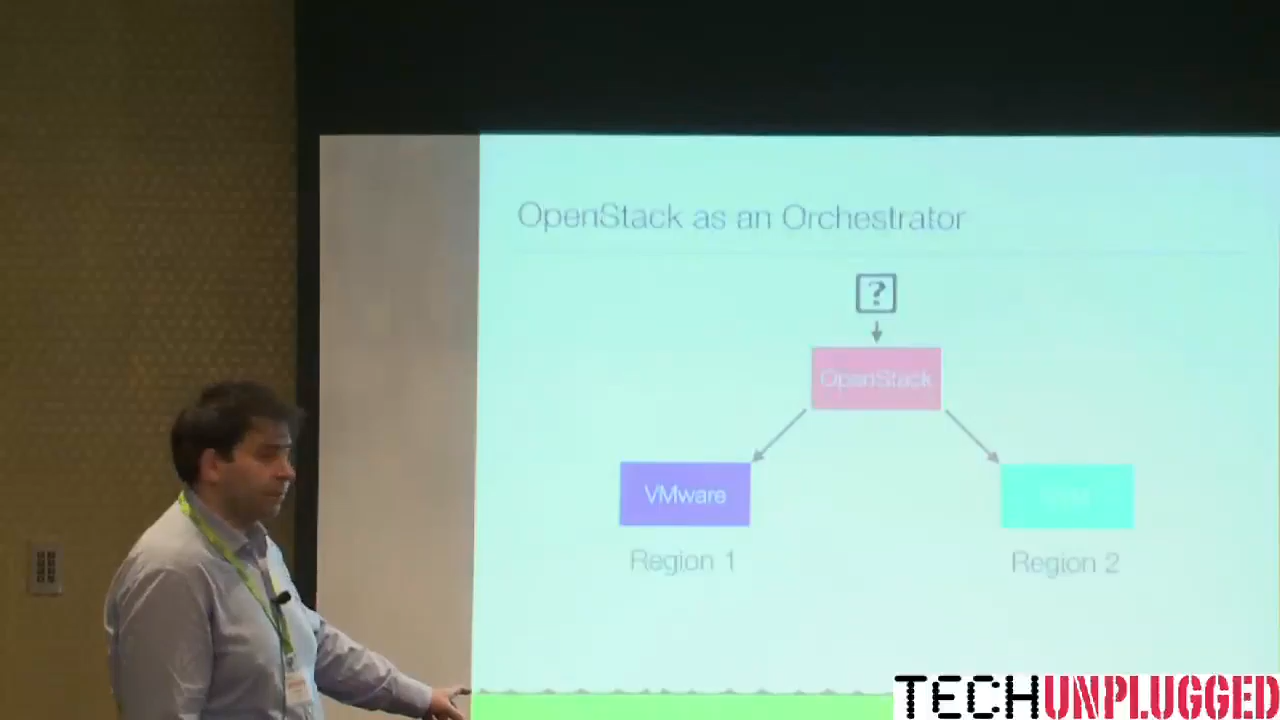 OpenStack as an Orchestrator
?
OpenStack
VMware
Region 1
Region 2
TECHUNPLUGGED